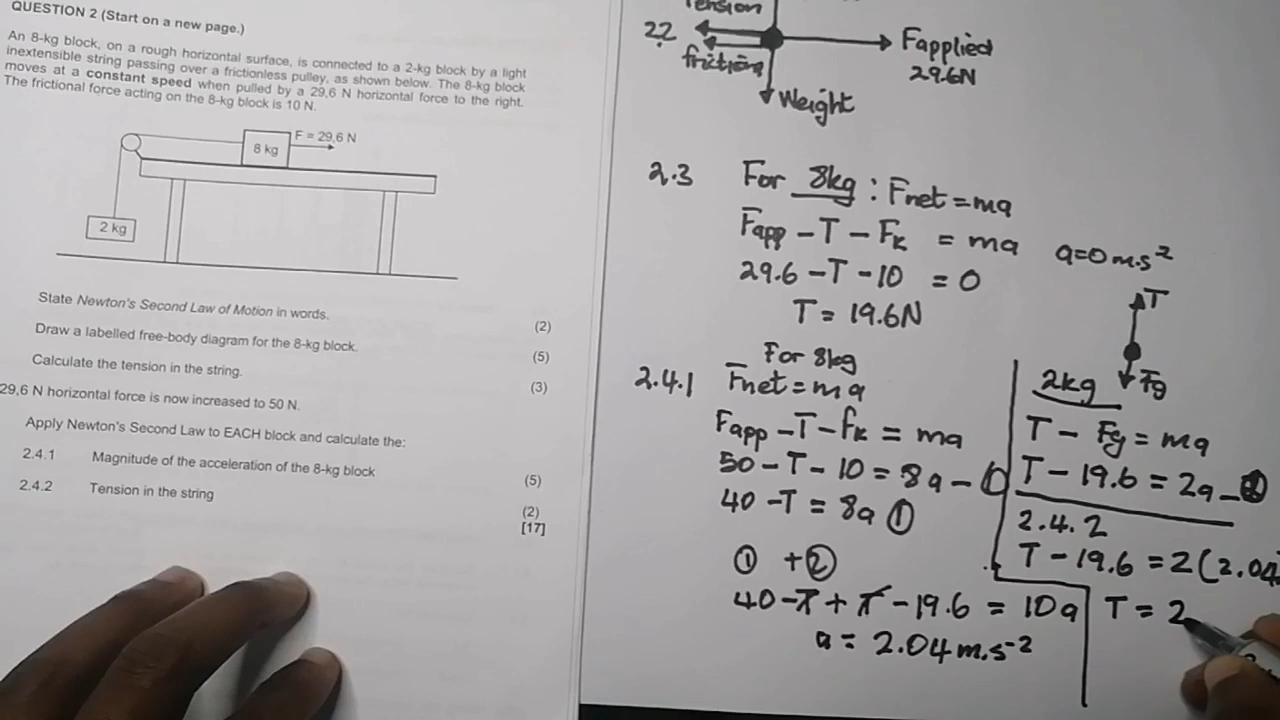 QUESTION 2 (Start on a new page.)
An 8-kg block, on a rough horizontal surface, is connected to a 2-kg block by a light
inextensible string passing over a frictionless pulley, as shown below. The 8-kg block
moves at a constant speed when pulled by a 29,6 N horizontal force to the right.
The frictional force acting on the 8-kg block is 10 N.
F = 29,6 N
8 kg
2 kg
State Newton's Second Law of Motion in words. (2)
Draw a labelled free-body diagram for the 8-kg block. (5)
Calculate the tension in the string. (3)
29,6 N horizontal force is now increased to 50 N.
Apply Newton's Second Law to EACH block and calculate the:
2.4.1 Magnitude of the acceleration of the 8-kg block (5)
2.4.2 Tension in the string (2)
[17]
Tension
2.2
friction
Fapplied
29.6N
Weight
2.3 For 8kg : Fnet = ma
Fapp - T - Fk = ma a=0 m.s-2
29.6 - T - 10 = 0
T = 19.6N
T
Fg
For 8kg
2.4.1 Fnet = ma
Fapp - T - fk = ma
50 - T - 10 = 8a - ①
40 - T = 8a ①
① + ②
40 - T + T - 19.6 = 10a
a = 2.04 m.s-2
2kg
T - Fg = ma
T - 19.6 = 2a - ②
2.4.2
T - 19.6 = 2(2.04
T = 2